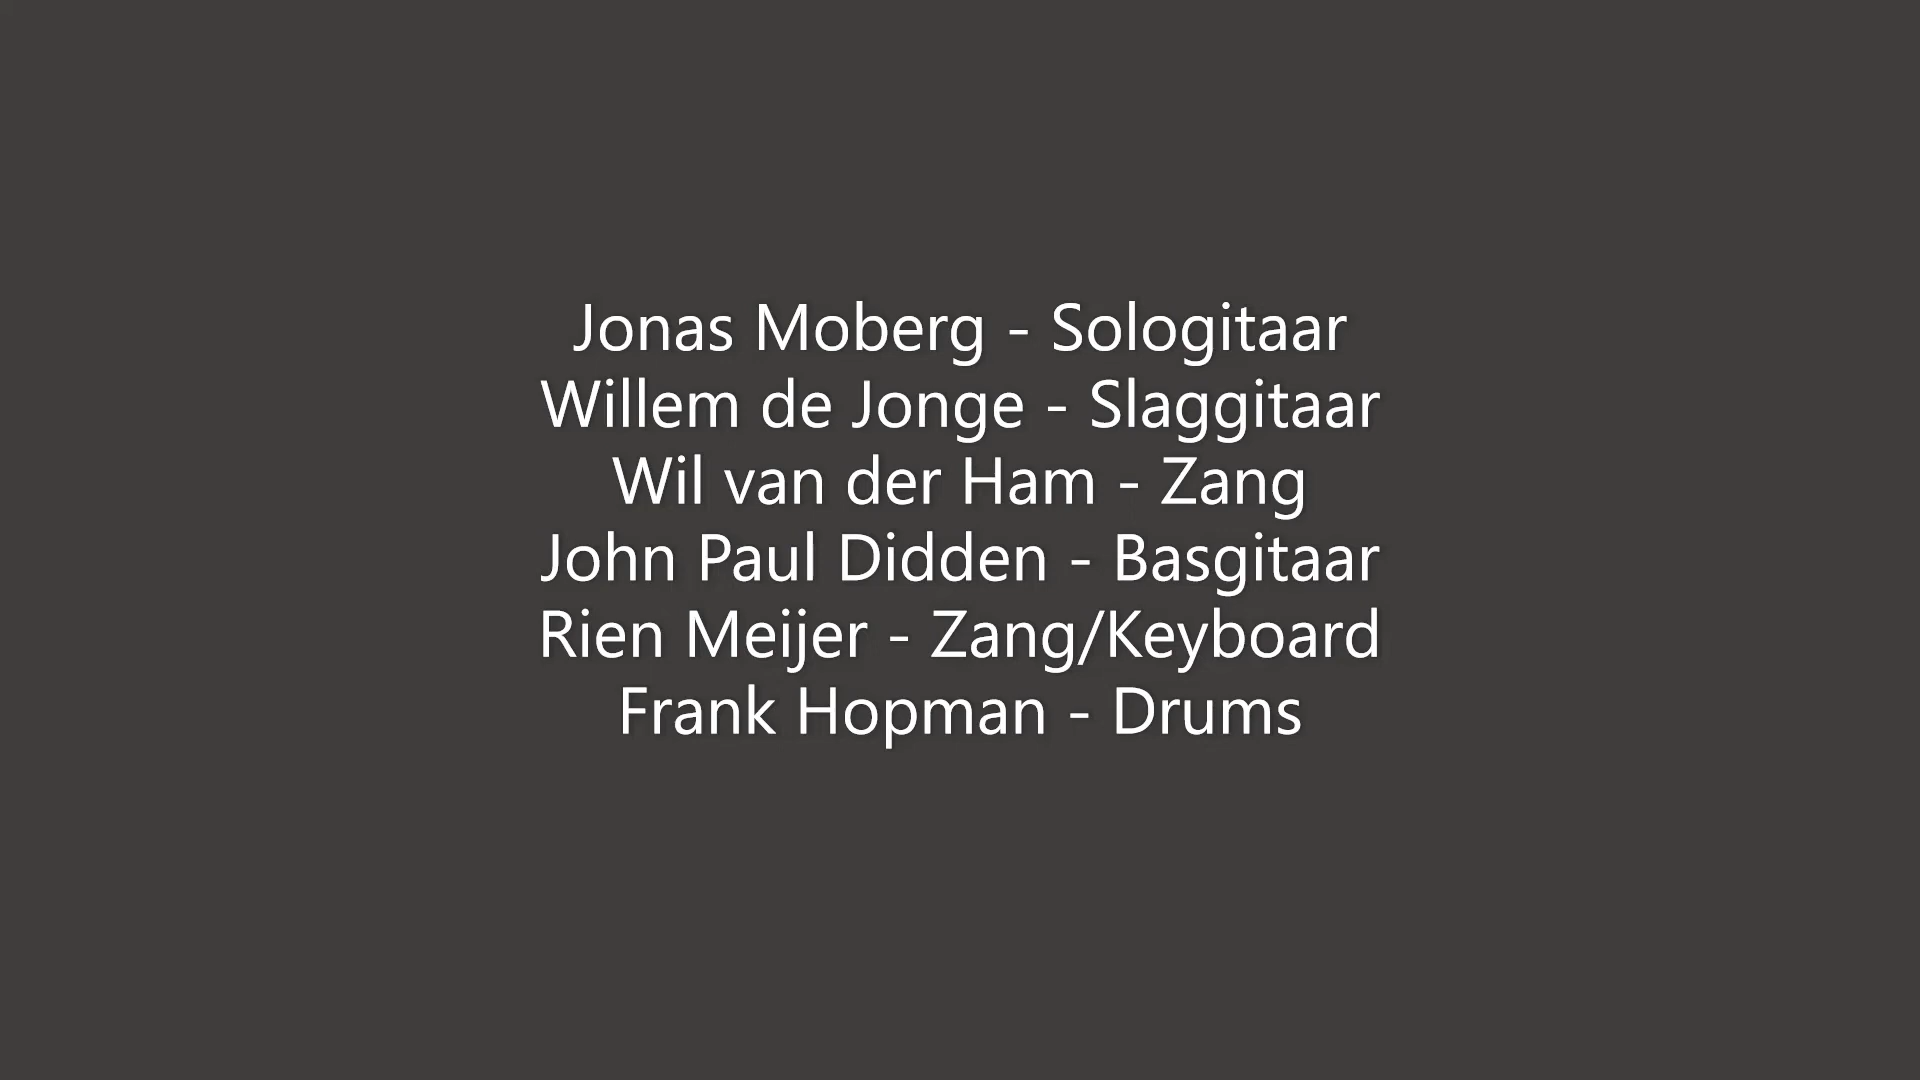 Jonas Moberg - Sologitaar
Willem de Jonge - Slaggitaar
Wil van der Ham - Zang
John Paul Didden - Basgitaar
Rien Meijer - Zang/Keyboard
Frank Hopman - Drums